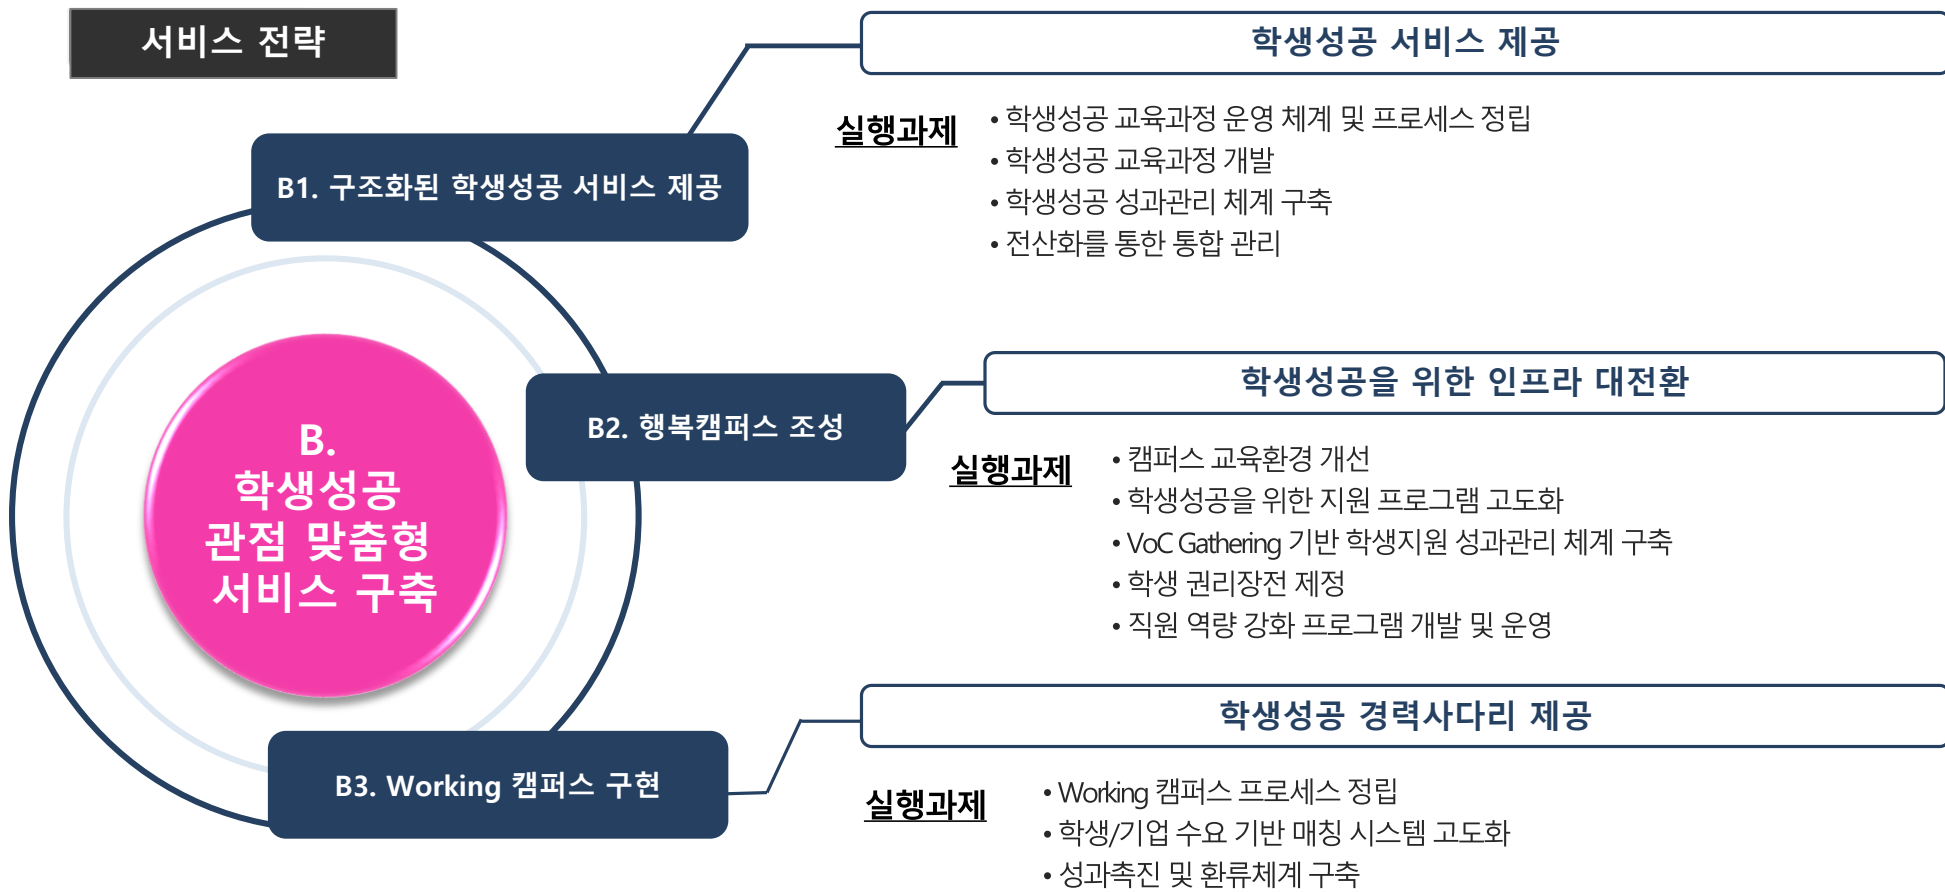 서비스 전략
학생성공 서비스 제공
실행과제
• 학생성공 교육과정 운영 체계 및 프로세스 정립
• 학생성공 교육과정 개발
• 학생성공 성과관리 체계 구축
• 전산화를 통한 통합 관리
B1. 구조화된 학생성공 서비스 제공
학생성공을 위한 인프라 대전환
B2. 행복캠퍼스 조성
실행과제
• 캠퍼스 교육환경 개선
• 학생성공을 위한 지원 프로그램 고도화
• VoC Gathering 기반 학생지원 성과관리 체계 구축
• 학생 권리장전 제정
• 직원 역량 강화 프로그램 개발 및 운영
B.
학생성공
관점 맞춤형
서비스 구축
학생성공 경력사다리 제공
B3. Working 캠퍼스 구현
실행과제
• Working 캠퍼스 프로세스 정립
• 학생/기업 수요 기반 매칭 시스템 고도화
• 성과촉진 및 환류체계 구축